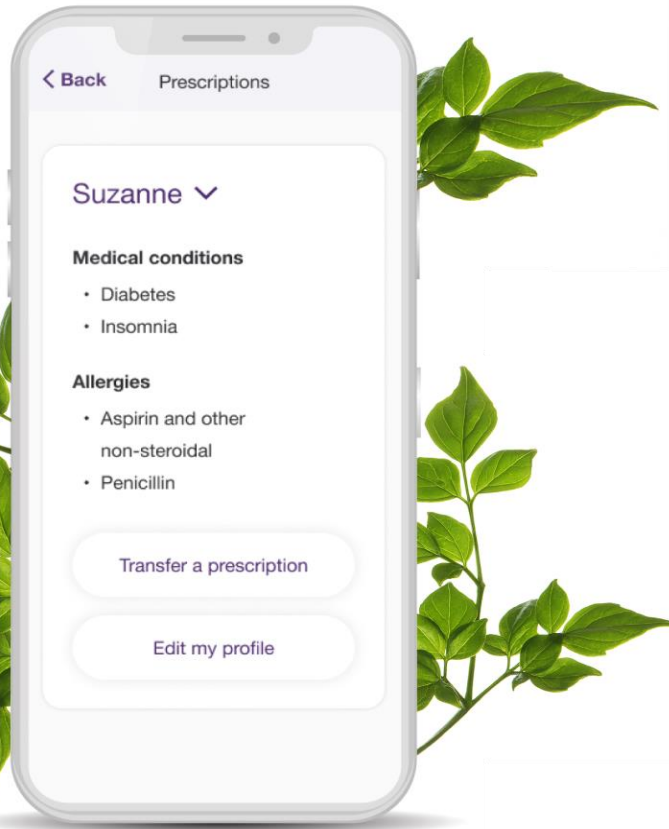 Back
Prescriptions
Suzanne
Medical conditions
• Diabetes
• Insomnia
Allergies
• Aspirin and other
non-steroidal
• Penicillin
Transfer a prescription
Edit my profile